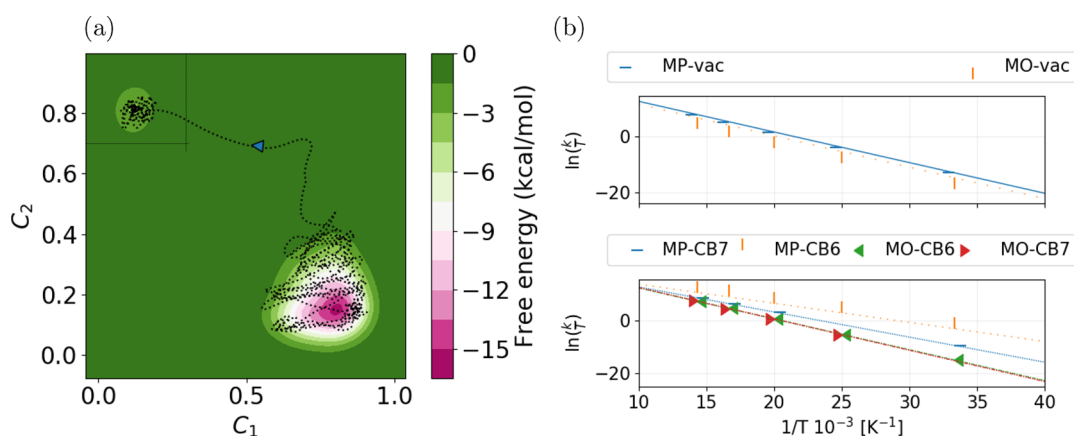 (a)
(b)
MP-vac MO-vac
0
-3
-6
-9
-12
-15
Free energy (kcal/mol)
0.8
0.6
0.4
0.2
0.0
C₂
0.0 0.5 1.0
C₁
0
-20
ln(k/T)
MP-CB7 MP-CB6 MO-CB6 MO-CB7
0
-20
ln(k/T)
10 15 20 25 30 35 40
1/T 10⁻³ [K⁻¹]